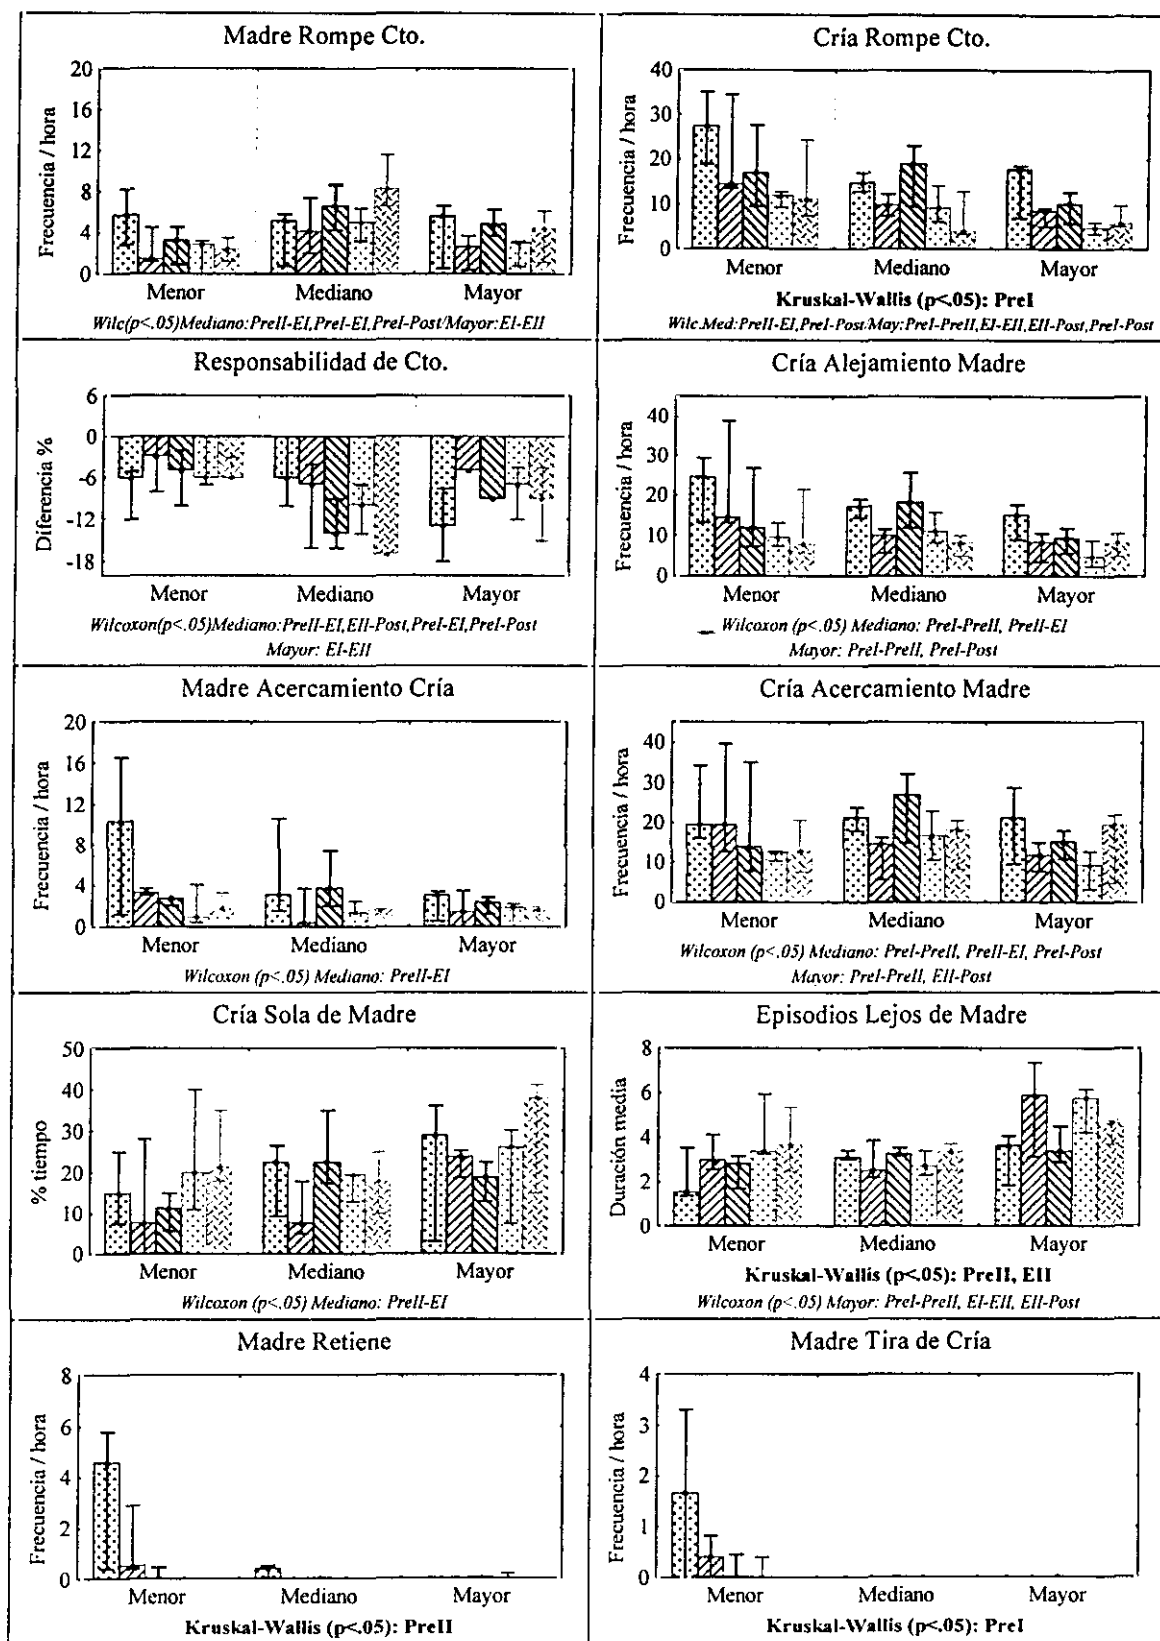 Madre Rompe Cto.
Frecuencia / hora
20
16
12
8
4
0
Menor Mediano Mayor
Wilc(p<.05)Mediano:PreII-EI,PreI-EI,PreI-Post/Mayor:EI-EII
Cría Rompe Cto.
Frecuencia / hora
40
30
20
10
0
Menor Mediano Mayor
Kruskal-Wallis (p<.05): PreI
Wilc.Med:PreII-EI,PreI-Post/May:PreI-PreII,EI-EII,EII-Post,PreI-Post
Responsabilidad de Cto.
Diferencia %
6
0
-6
-12
-18
Menor Mediano Mayor
Wilcoxon(p<.05)Mediano:PreII-EI,EII-Post,PreI-EI,PreI-Post
Mayor: EI-EII
Cría Alejamiento Madre
Frecuencia / hora
40
30
20
10
0
Menor Mediano Mayor
Wilcoxon (p<.05) Mediano: PreI-PreII, PreII-EI
Mayor: PreI-PreII, PreI-Post
Madre Acercamiento Cría
Frecuencia / hora
20
16
12
8
4
0
Menor Mediano Mayor
Wilcoxon (p<.05) Mediano: PreII-EI
Cría Acercamiento Madre
Frecuencia / hora
40
30
20
10
0
Menor Mediano Mayor
Wilcoxon (p<.05) Mediano: PreI-PreII, PreII-EI, PreI-Post
Mayor: PreI-PreII, EII-Post
Cría Sola de Madre
% tiempo
50
40
30
20
10
0
Menor Mediano Mayor
Wilcoxon (p<.05) Mediano: PreII-EI
Episodios Lejos de Madre
Duración media
8
6
4
2
0
Menor Mediano Mayor
Kruskal-Wallis (p<.05): PreII, EII
Wilcoxon (p<.05) Mayor: PreI-PreII, EI-EII, EII-Post
Madre Retiene
Frecuencia / hora
8
6
4
2
0
Menor Mediano Mayor
Kruskal-Wallis (p<.05): PreII
Madre Tira de Cría
Frecuencia / hora
4
3
2
1
0
Menor Mediano Mayor
Kruskal-Wallis (p<.05): PreI